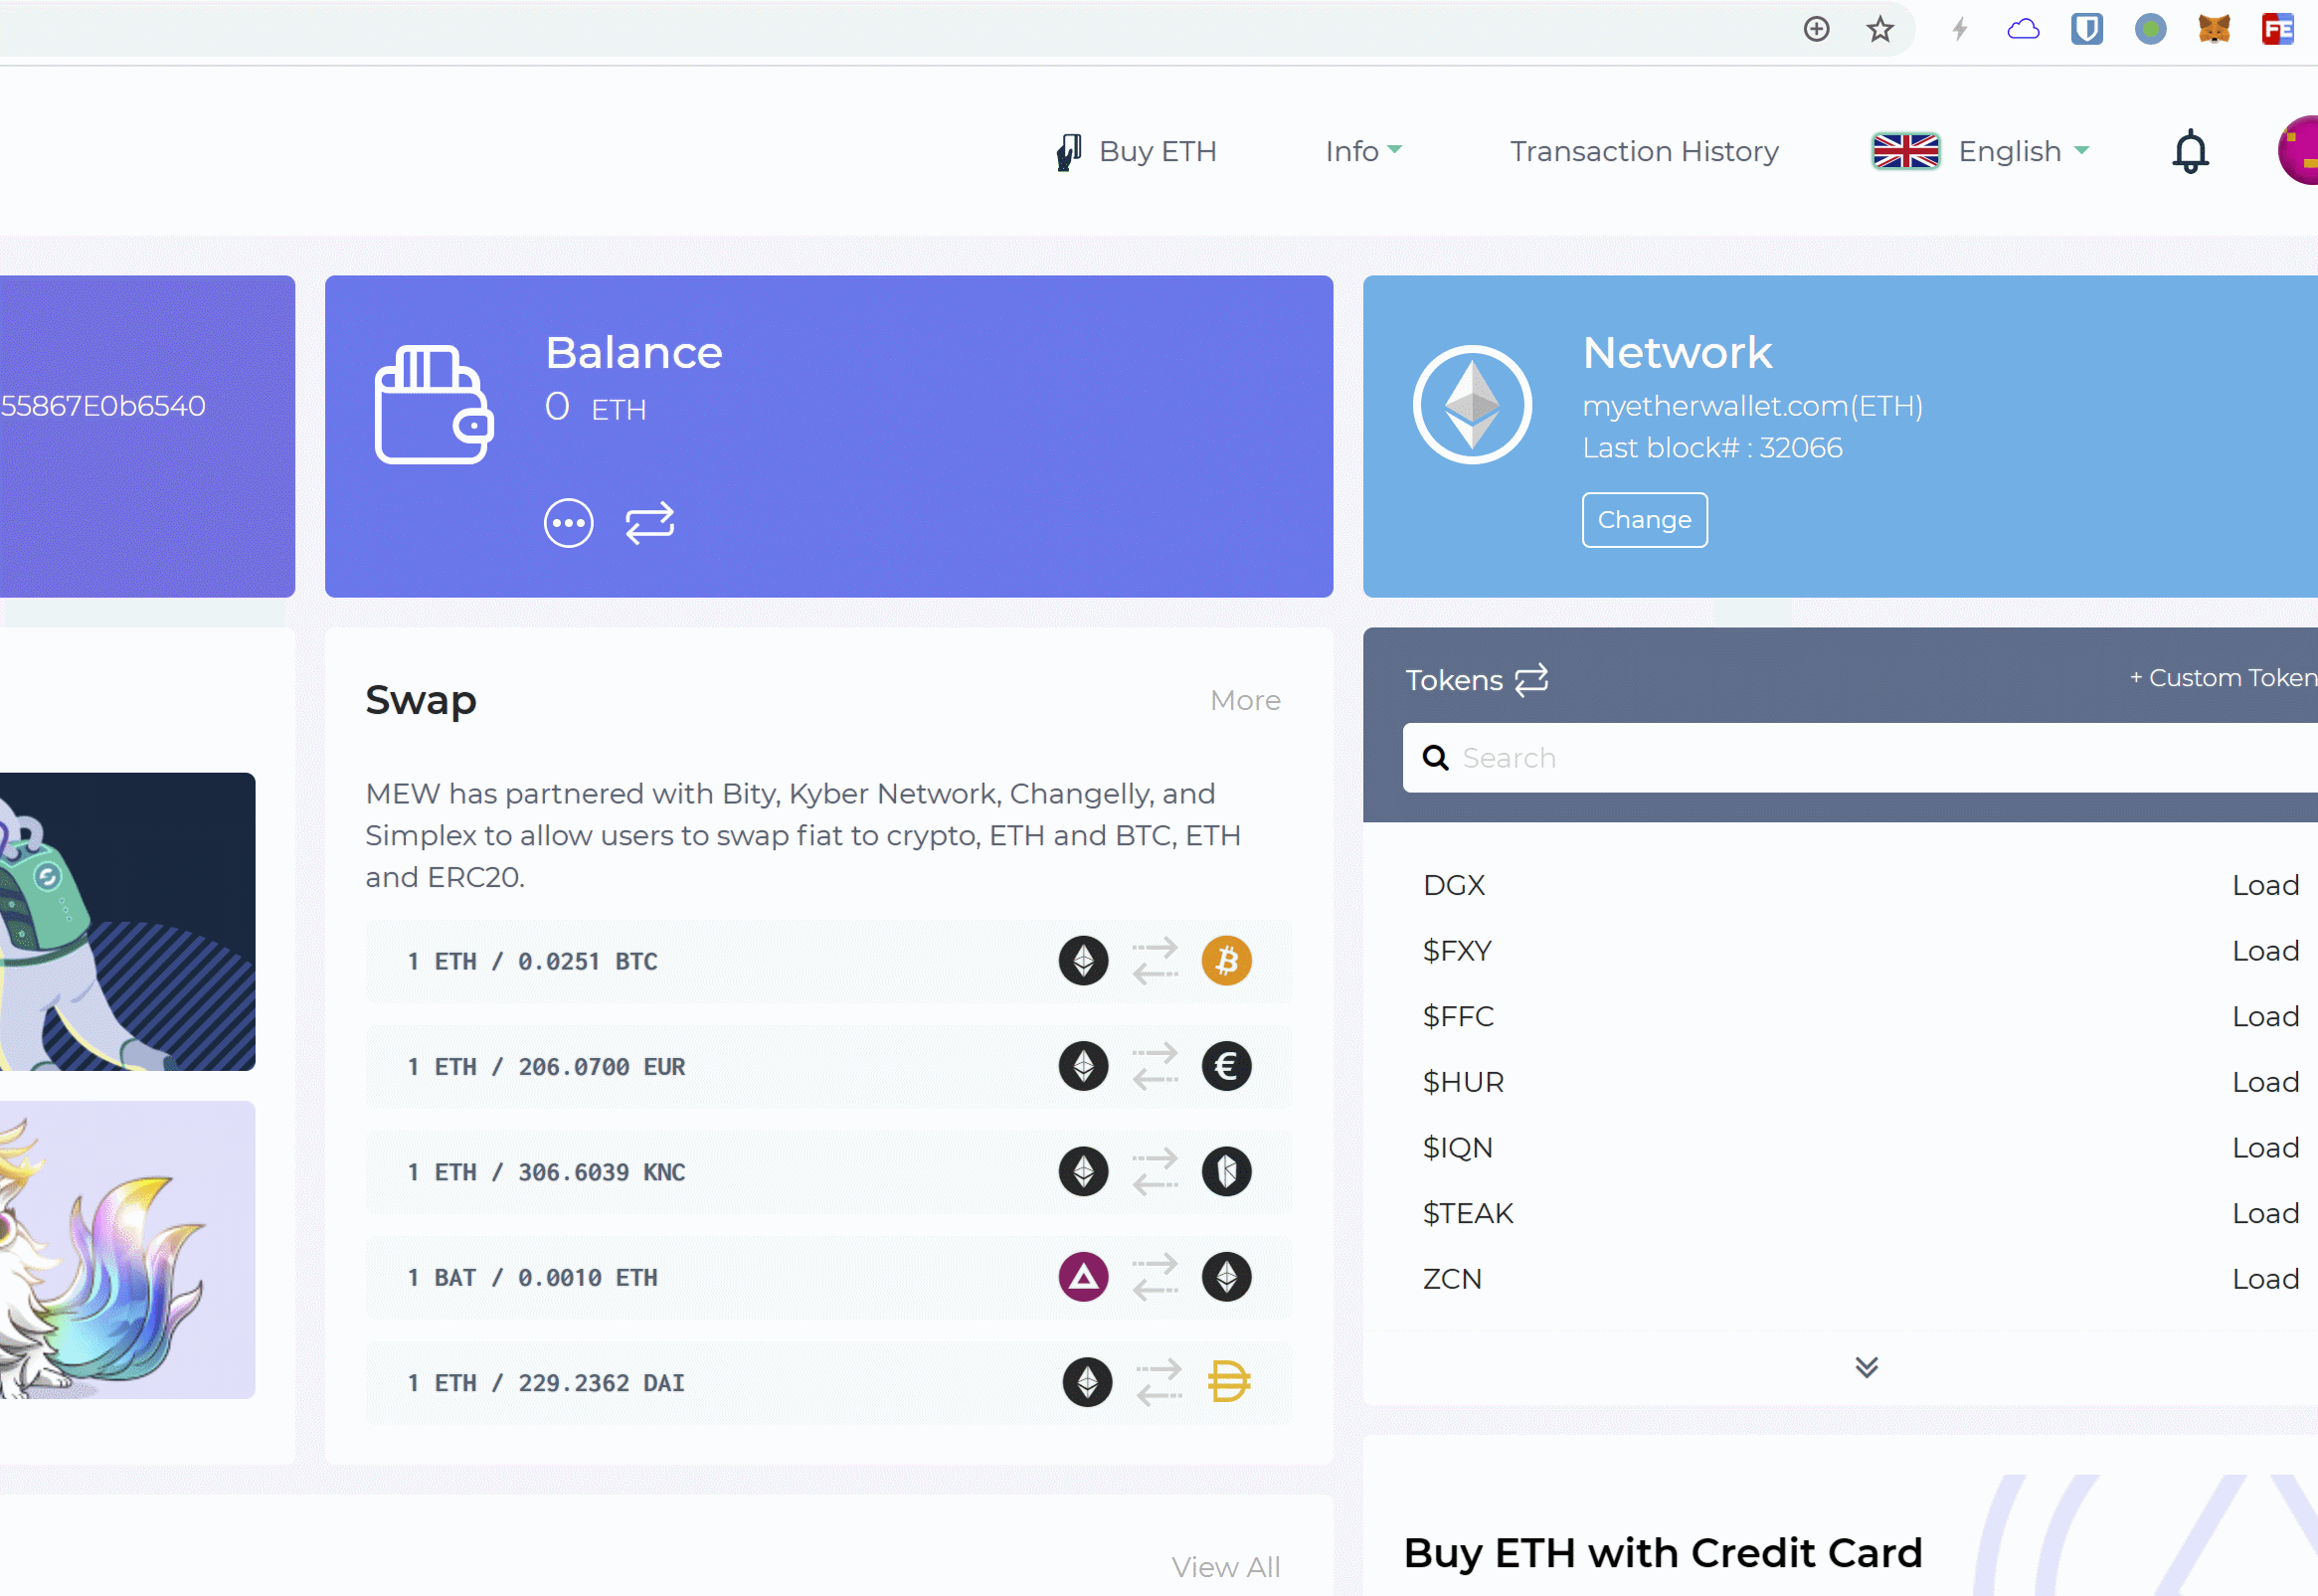 FE
Buy ETH
Info
Transaction History
English
55867E0b6540
Balance
0 ETH
Network
myetherwallet.com(ETH)
Last block# : 32066
Change
Swap
More
MEW has partnered with Bity, Kyber Network, Changelly, and
Simplex to allow users to swap fiat to crypto, ETH and BTC, ETH
and ERC20.
1 ETH / 0.0251 BTC
1 ETH / 206.0700 EUR
1 ETH / 306.6039 KNC
1 BAT / 0.0010 ETH
1 ETH / 229.2362 DAI
View All
Tokens
+ Custom Token
Search
DGX Load
$FXY Load
$FFC Load
$HUR Load
$IQN Load
$TEAK Load
ZCN Load
Buy ETH with Credit Card